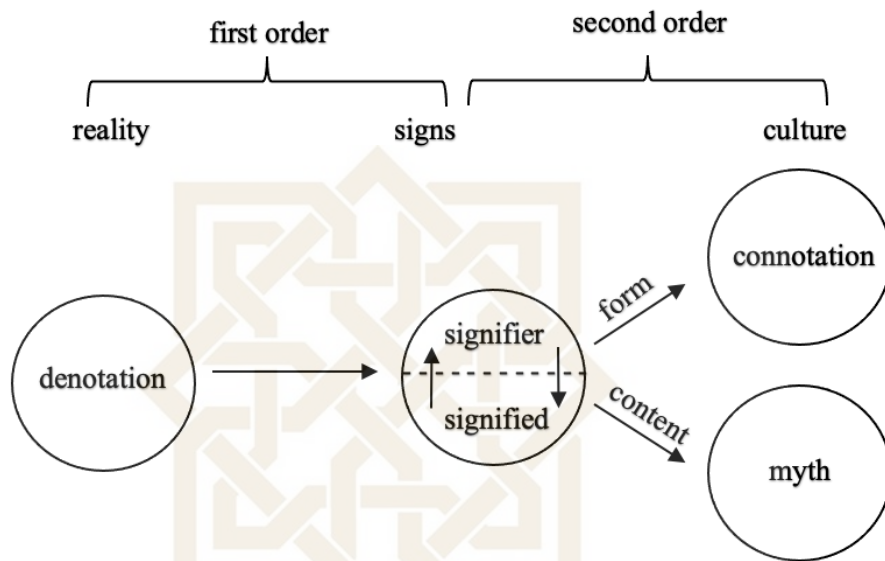 first order
second order
reality
signs
culture
connotation
form
signifier
denotation
signified
content
myth